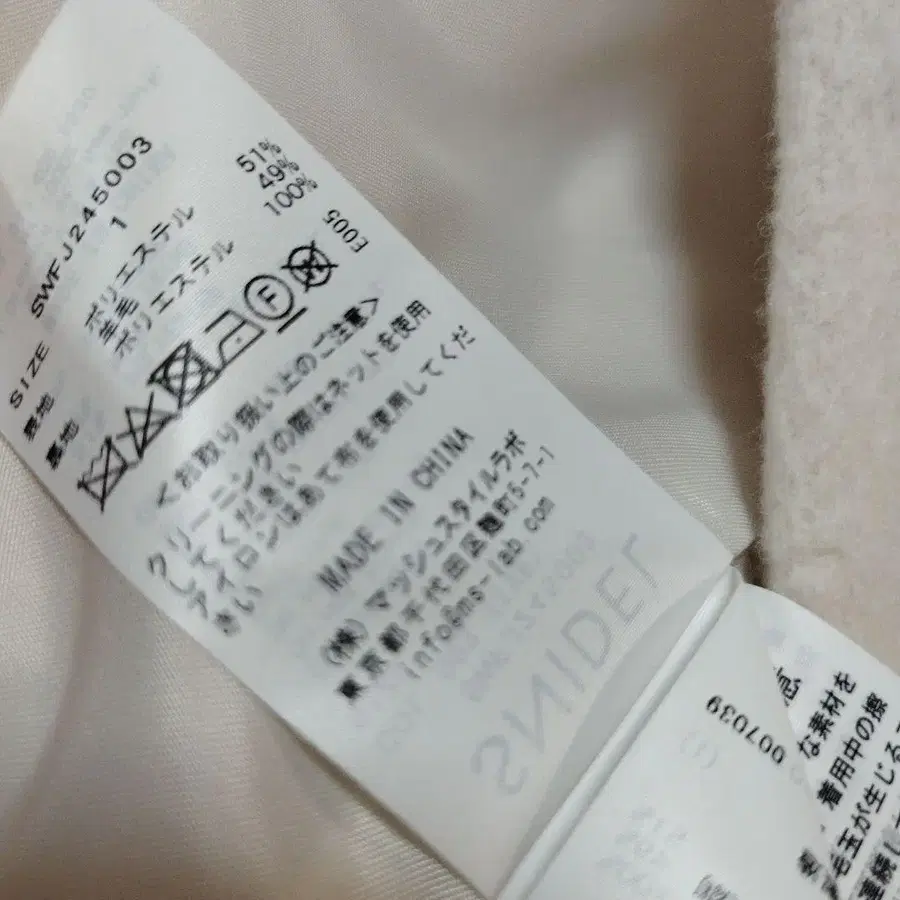 SWFJ245003
SIZE 1
表地 ポリエステル 51%
羊毛 49%
裏地 ポリエステル 100%
E005
F
<お取り扱い上のご注意>
クリーニングの際はネットを使用
してください
アイロンはあて布を使用してくだ
さい
MADE IN CHINA
(株)マッシュスタイルラボ
東京都千代田区麹町5-7-1
info@ms-lab.com
SNIDEL
007039
な素材を
着用中の擦
毛玉が生じる
連続し